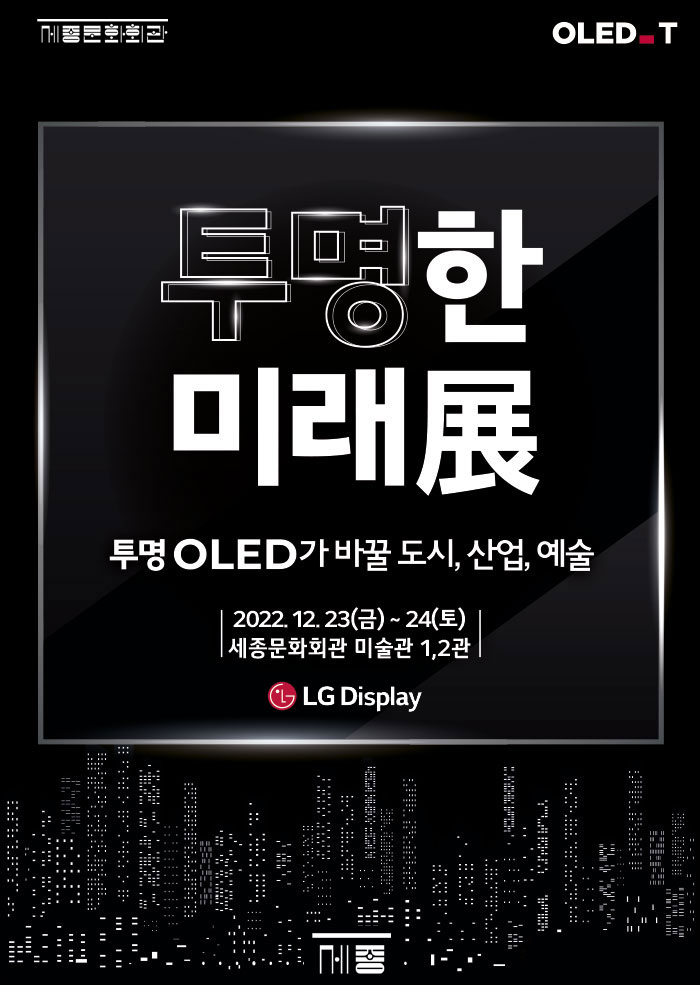 세종문화회관
OLED_T
투명한
미래展
투명 OLED가 바꿀 도시, 산업, 예술
2022. 12. 23(금) ~ 24(토)
세종문화회관 미술관 1,2관
LG Display
세종